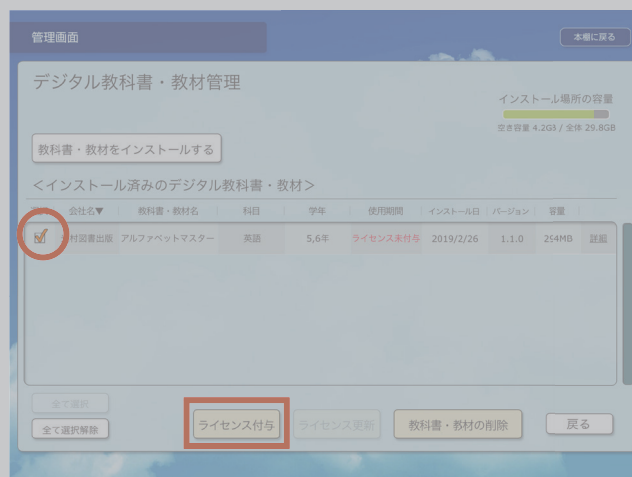 管理画面
本棚に戻る
デジタル教科書・教材管理
インストール場所の容量
空き容量 4.2GB / 全体 29.8GB
教科書・教材をインストールする
<インストール済みのデジタル教科書・教材>
会社名▼ 教科書・教材名 科目 学年 使用期間 インストール日 バージョン 容量
村図書出版 アルファベットマスター 英語 5,6年 ライセンス未付与 2019/2/26 1.1.0 294MB 詳細
全て選択
全て選択解除
ライセンス付与 ライセンス更新 教科書・教材の削除 戻る